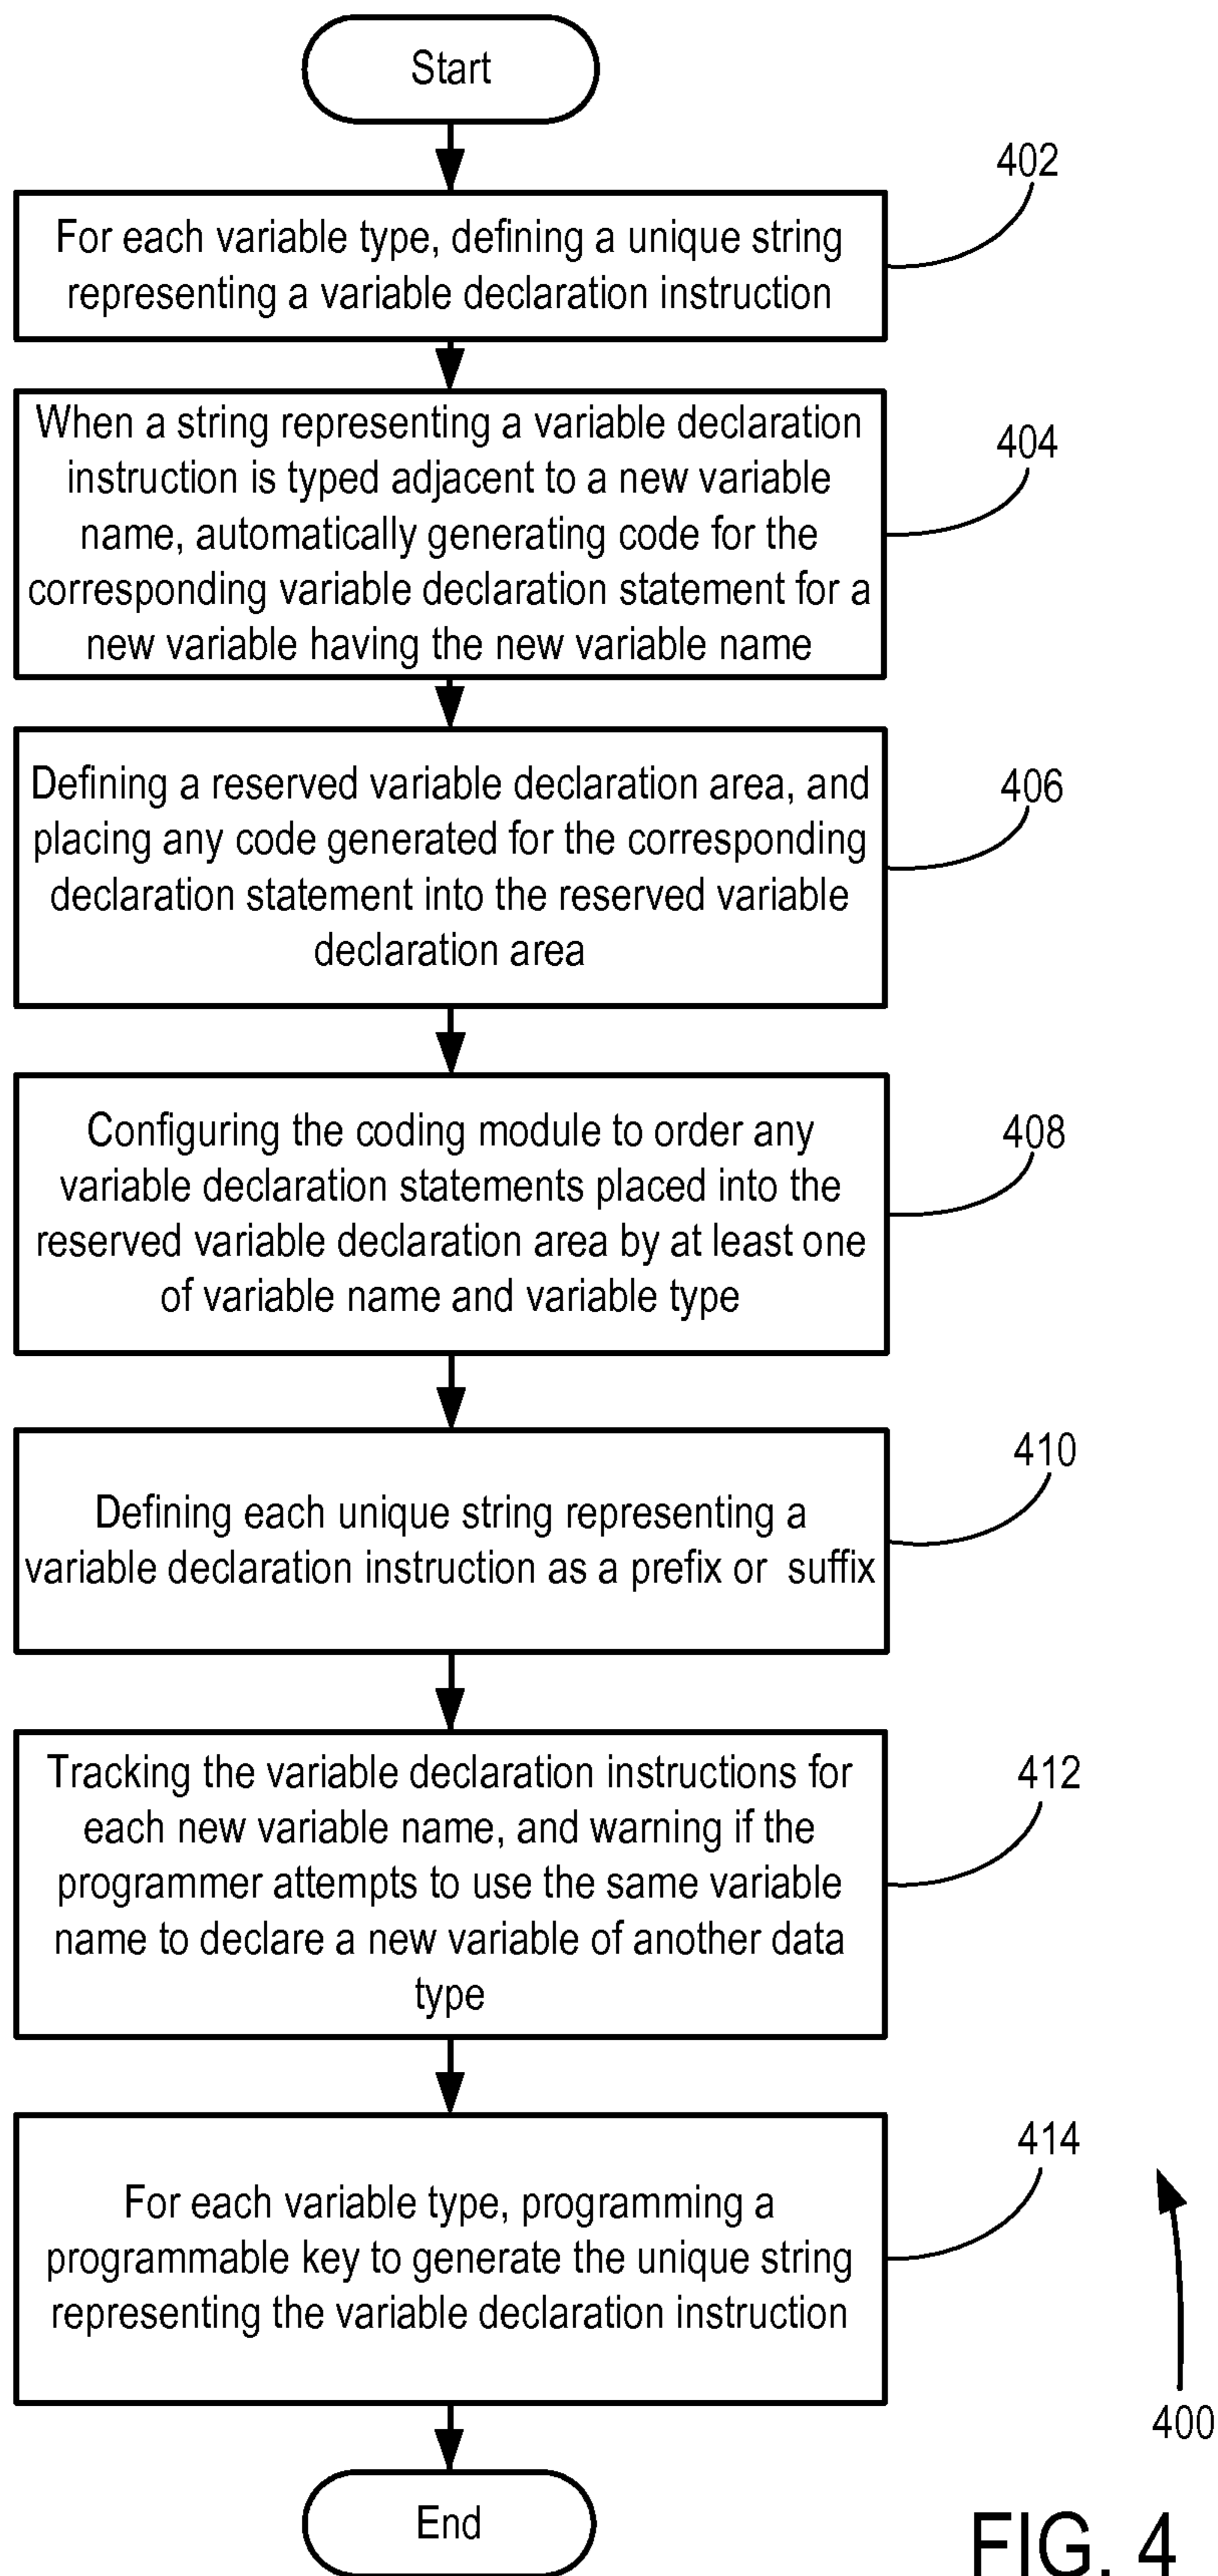 Start
402
For each variable type, defining a unique string
representing a variable declaration instruction
When a string representing a variable declaration
instruction is typed adjacent to a new variable
name, automatically generating code for the
corresponding variable declaration statement for a
new variable having the new variable name
404
Defining a reserved variable declaration area, and
placing any code generated for the corresponding
declaration statement into the reserved variable
declaration area
406
Configuring the coding module to order any
variable declaration statements placed into the
reserved variable declaration area by at least one
of variable name and variable type
408
Defining each unique string representing a
variable declaration instruction as a prefix or suffix
410
Tracking the variable declaration instructions for
each new variable name, and warning if the
programmer attempts to use the same variable
name to declare a new variable of another data
type
412
For each variable type, programming a
programmable key to generate the unique string
representing the variable declaration instruction
414
400
End
FIG. 4